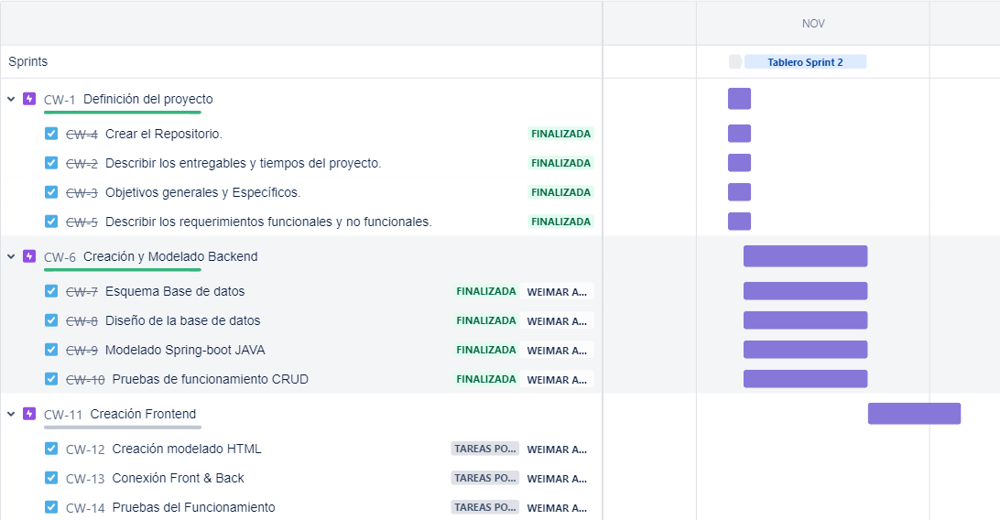 NOV
Sprints Tablero Sprint 2
CW-1 Definición del proyecto
CW-4 Crear el Repositorio. FINALIZADA
CW-2 Describir los entregables y tiempos del proyecto. FINALIZADA
CW-3 Objetivos generales y Específicos. FINALIZADA
CW-5 Describir los requerimientos funcionales y no funcionales. FINALIZADA
CW-6 Creación y Modelado Backend
CW-7 Esquema Base de datos FINALIZADA WEIMAR A...
CW-8 Diseño de la base de datos FINALIZADA WEIMAR A...
CW-9 Modelado Spring-boot JAVA FINALIZADA WEIMAR A...
CW-10 Pruebas de funcionamiento CRUD FINALIZADA WEIMAR A...
CW-11 Creación Frontend
CW-12 Creación modelado HTML TAREAS PO... WEIMAR A...
CW-13 Conexión Front & Back TAREAS PO... WEIMAR A...
CW-14 Pruebas del Funcionamiento TAREAS PO... WEIMAR A...